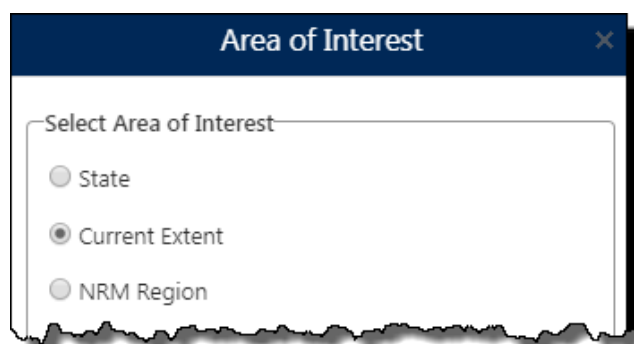 Area of Interest
Select Area of Interest
State
Current Extent
NRM Region